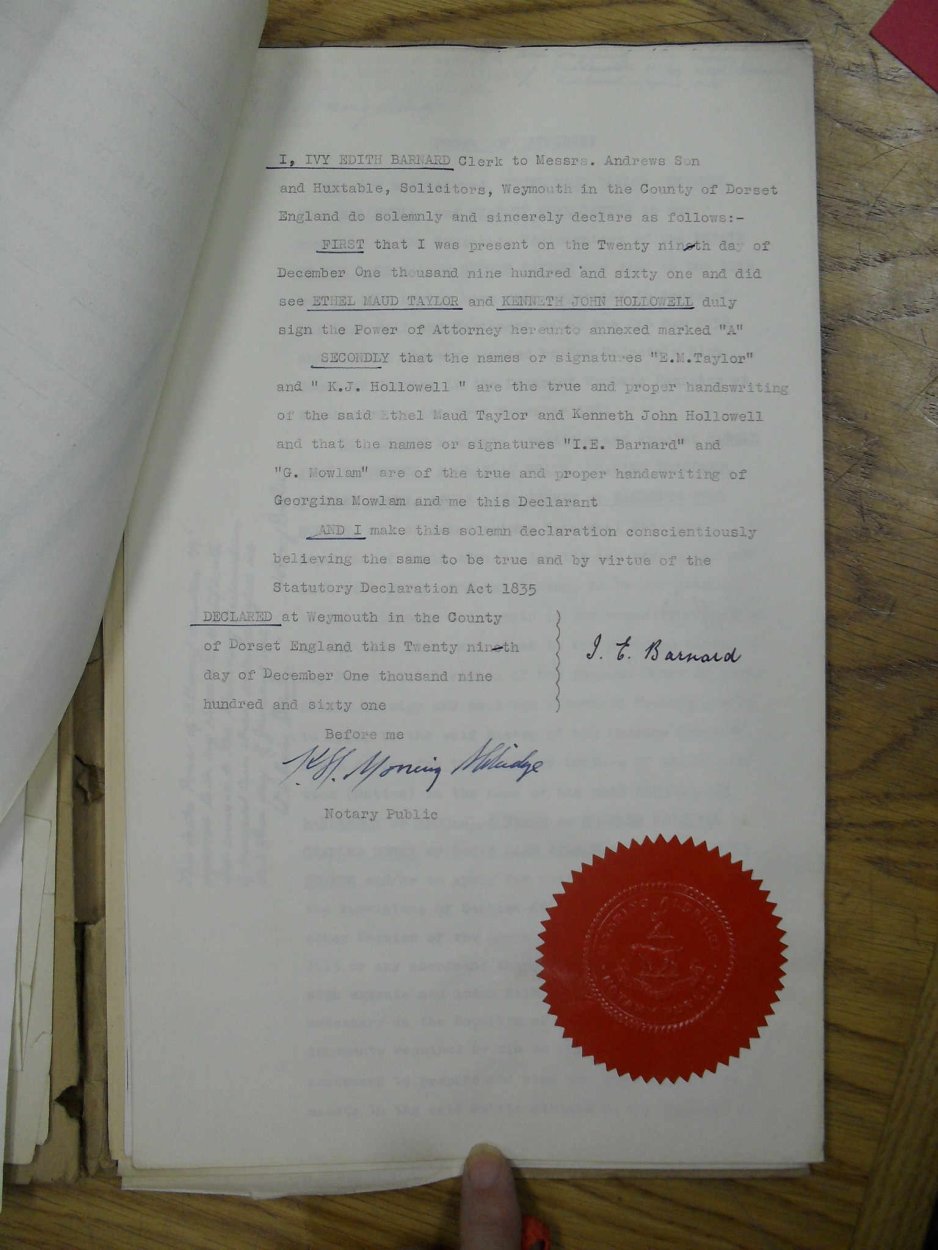 I, IVY EDITH BARNARD Clerk to Messrs. Andrews Son
and Huxtable, Solicitors, Weymouth in the County of Dorset
England do solemnly and sincerely declare as follows:-
FIRST that I was present on the Twenty nineth day of
December One thousand nine hundred and sixty one and did
see ETHEL MAUD TAYLOR and KENNETH JOHN HOLLOWELL duly
sign the Power of Attorney hereunto annexed marked "A"
SECONDLY that the names or signatures "E.M.Taylor"
and " K.J. Hollowell " are the true and proper handswriting
of the said Ethel Maud Taylor and Kenneth John Hollowell
and that the names or signatures "I.E. Barnard" and
"G. Mowlam" are of the true and proper handswriting of
Georgina Mowlam and me this Declarant
AND I make this solemn declaration conscientiously
believing the same to be true and by virtue of the
Statutory Declaration Act 1835
DECLARED at Weymouth in the County
of Dorset England this Twenty nineth
day of December One thousand nine
hundred and sixty one
I. E. Barnard
Before me
Morning
Notary Public